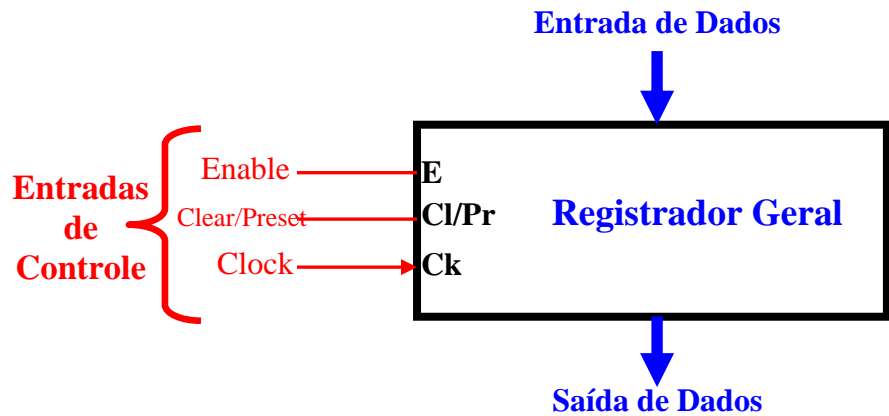 Entrada de Dados
Entradas
de
Controle
Enable
Clear/Preset
Clock
E
Cl/Pr
Ck
Registrador Geral
Saída de Dados